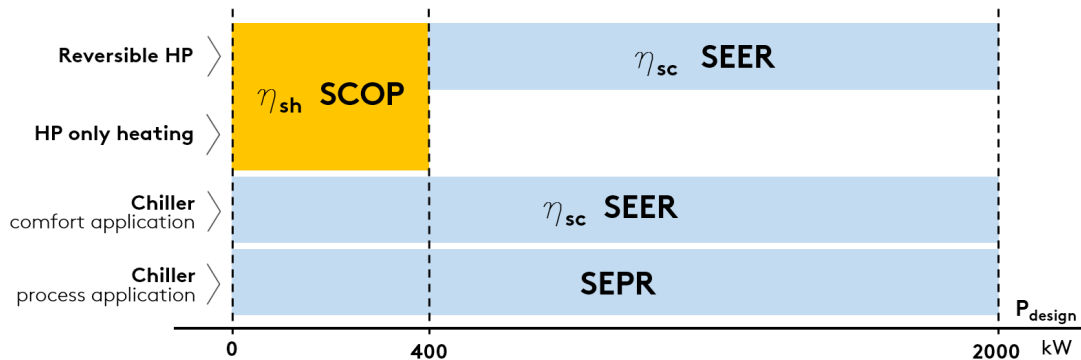 Reversible HP
ηsc SEER
ηsh SCOP
HP only heating
Chiller
comfort application
ηsc SEER
Chiller
process application
SEPR
Pdesign
0 400 2000 kW